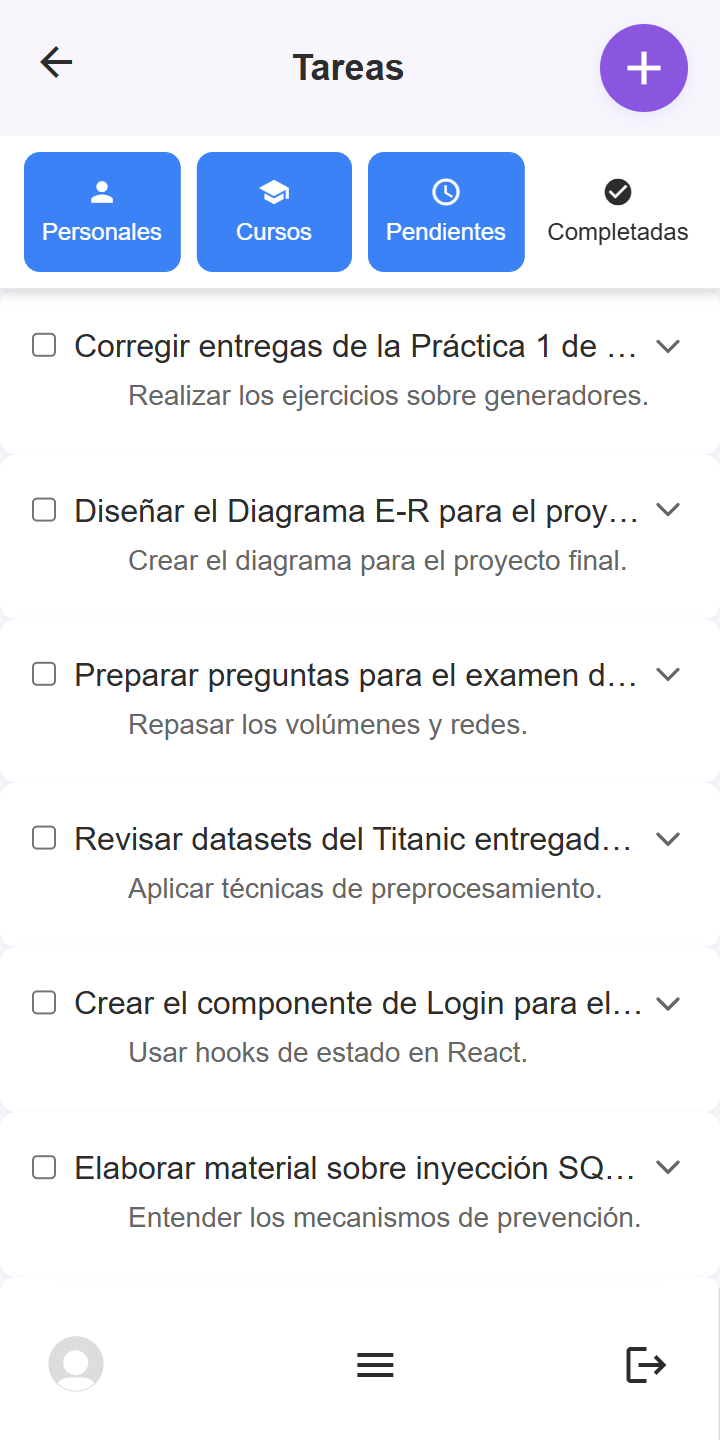 Tareas
Personales
Cursos
Pendientes
Completadas
Corregir entregas de la Práctica 1 de ...
Realizar los ejercicios sobre generadores.
Diseñar el Diagrama E-R para el proy...
Crear el diagrama para el proyecto final.
Preparar preguntas para el examen d...
Repasar los volúmenes y redes.
Revisar datasets del Titanic entregad...
Aplicar técnicas de preprocesamiento.
Crear el componente de Login para el...
Usar hooks de estado en React.
Elaborar material sobre inyección SQ...
Entender los mecanismos de prevención.